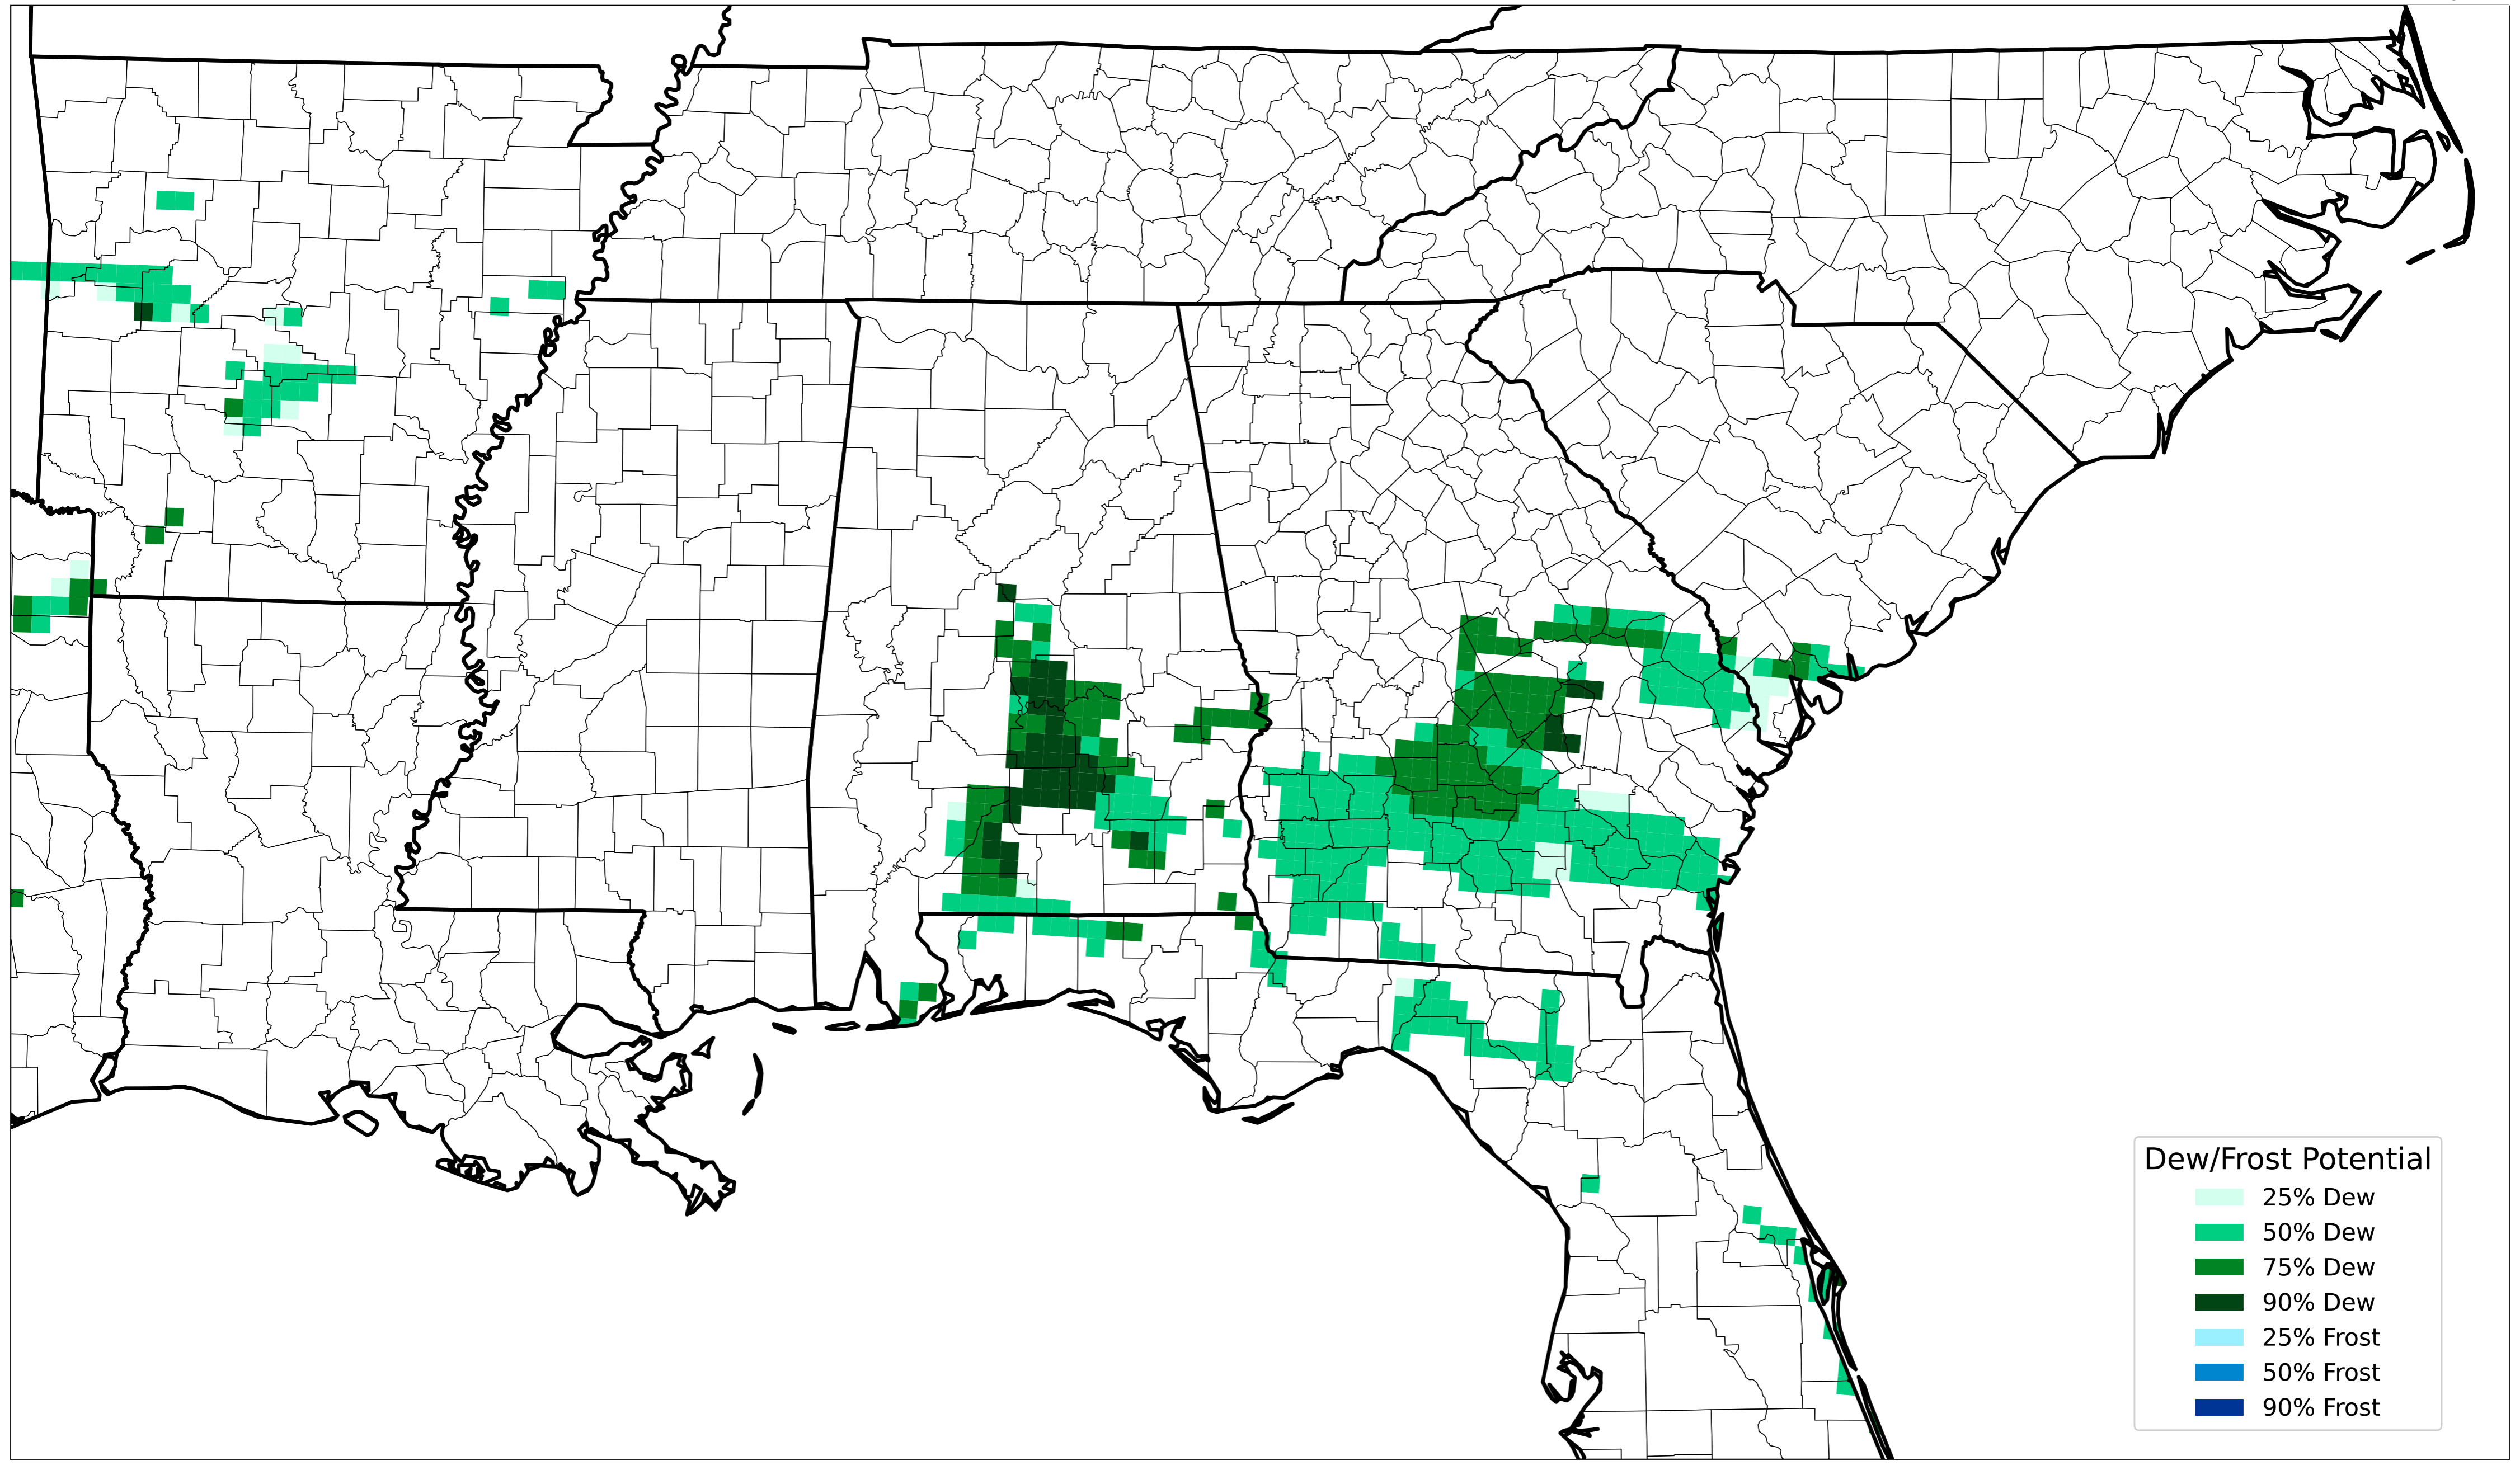 Dew/Frost Potential
25% Dew
50% Dew
75% Dew
90% Dew
25% Frost
50% Frost
90% Frost